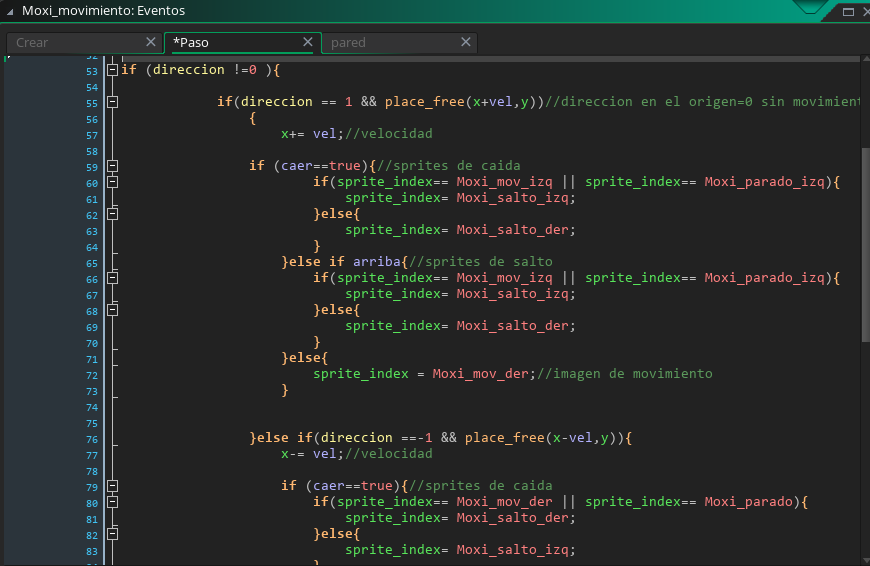 Moxi_movimiento: Eventos
Crear
*Paso
pared
53 if (direccion !=0 ){
54
55 if(direccion == 1 && place_free(x+vel,y))//direccion en el origen=0 sin movimient
56 {
57 x+= vel;//velocidad
58
59 if (caer==true){//sprites de caida
60 if(sprite_index== Moxi_mov_izq || sprite_index== Moxi_parado_izq){
61 sprite_index= Moxi_salto_izq;
62 }else{
63 sprite_index= Moxi_salto_der;
64 }
65 }else if arriba{//sprites de salto
66 if(sprite_index== Moxi_mov_izq || sprite_index== Moxi_parado_izq){
67 sprite_index= Moxi_salto_izq;
68 }else{
69 sprite_index= Moxi_salto_der;
70 }
71 }else{
72 sprite_index = Moxi_mov_der;//imagen de movimiento
73 }
74
75
76 }else if(direccion ==-1 && place_free(x-vel,y)){
77 x-= vel;//velocidad
78
79 if (caer==true){//sprites de caida
80 if(sprite_index== Moxi_mov_der || sprite_index== Moxi_parado){
81 sprite_index= Moxi_salto_der;
82 }else{
83 sprite_index= Moxi_salto_izq;